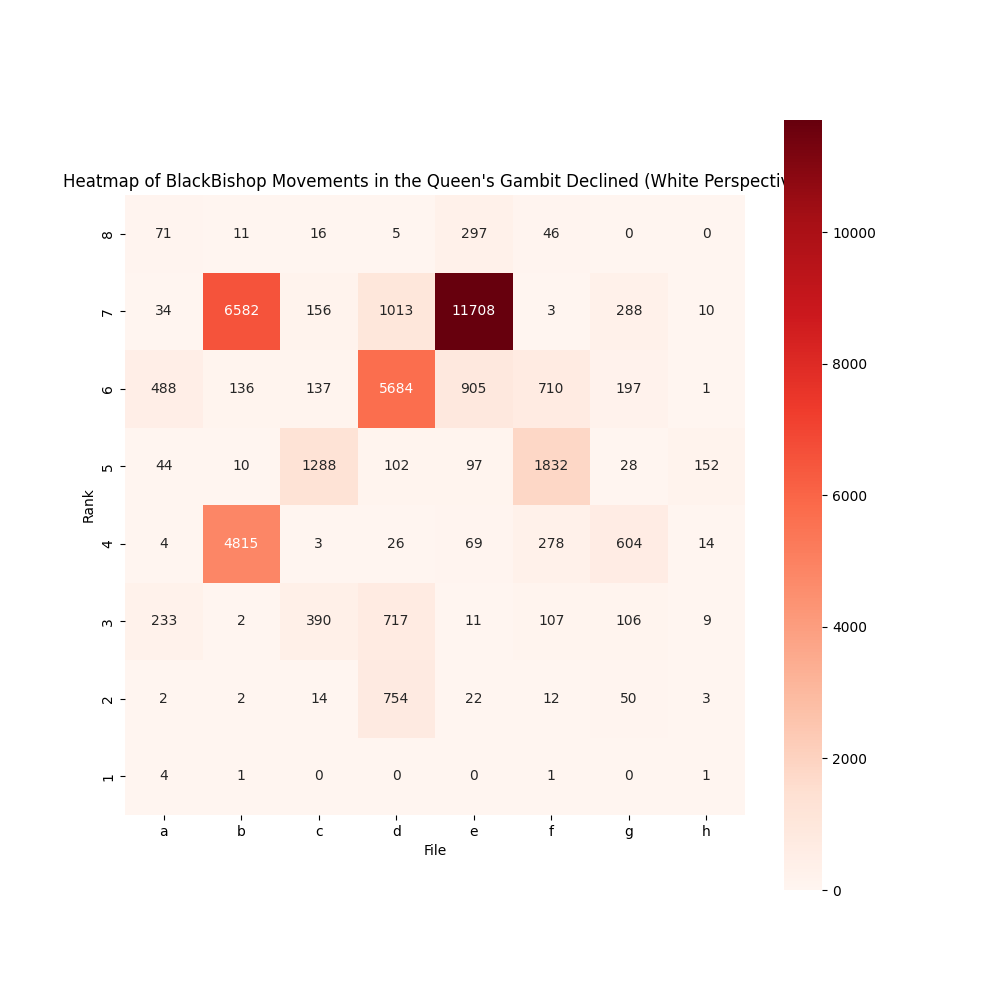 Heatmap of BlackBishop Movements in the Queen's Gambit Declined (White Perspectiv
8 71 11 16 5 297 46 0 0
7 34 6582 156 1013 11708 3 288 10
6 488 136 137 5684 905 710 197 1
5 44 10 1288 102 97 1832 28 152
4 4 4815 3 26 69 278 604 14
3 233 2 390 717 11 107 106 9
2 2 2 14 754 22 12 50 3
1 4 1 0 0 0 1 0 1
a b c d e f g h
File
Rank
10000
8000
6000
4000
2000
0